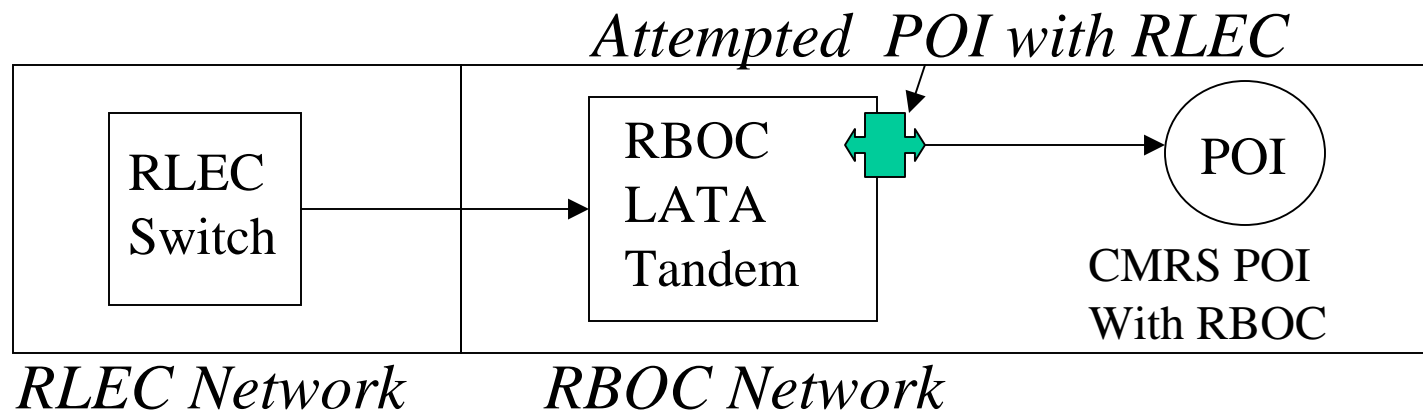 Attempted POI with RLEC
RLEC
Switch
RBOC
LATA
Tandem
POI
CMRS POI
With RBOC
RLEC Network
RBOC Network